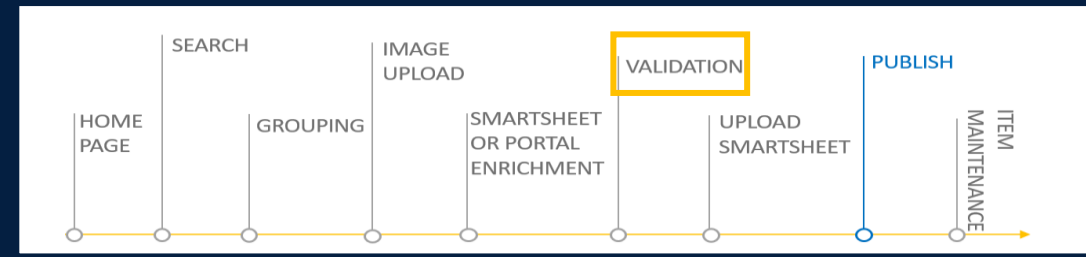 HOME
PAGE
SEARCH
GROUPING
IMAGE
UPLOAD
SMARTSHEET
OR PORTAL
ENRICHMENT
VALIDATION
UPLOAD
SMARTSHEET
PUBLISH
ITEM
MAINTENANCE